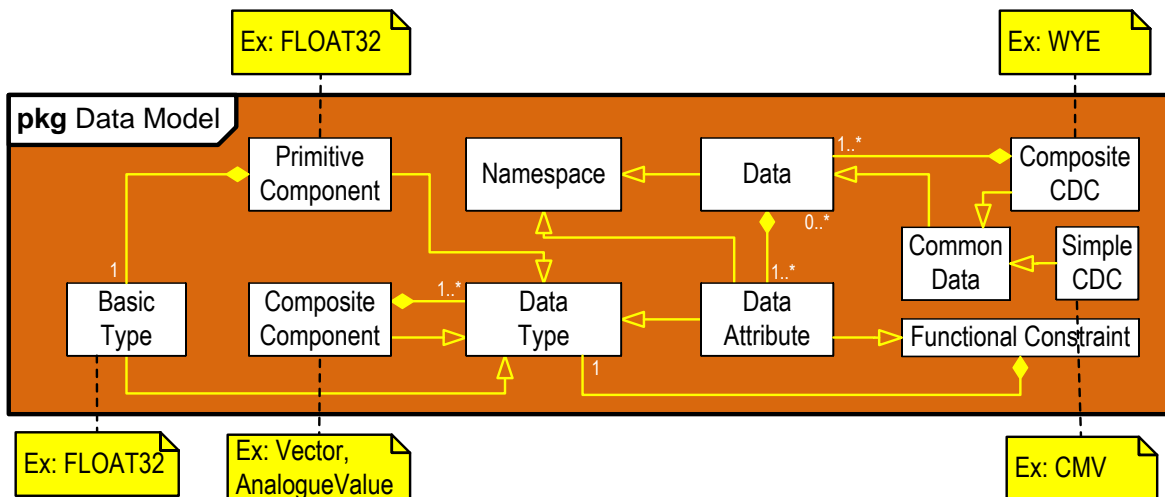 Ex: FLOAT32
Ex: WYE
pkg Data Model
Primitive
Component
Namespace
Data
1..*
Composite
CDC
0..*
Common
Data
Simple
CDC
1
Basic
Type
Composite
Component
1..*
Data
Type
1..*
Data
Attribute
Functional Constraint
1
Ex: FLOAT32
Ex: Vector,
AnalogueValue
Ex: CMV